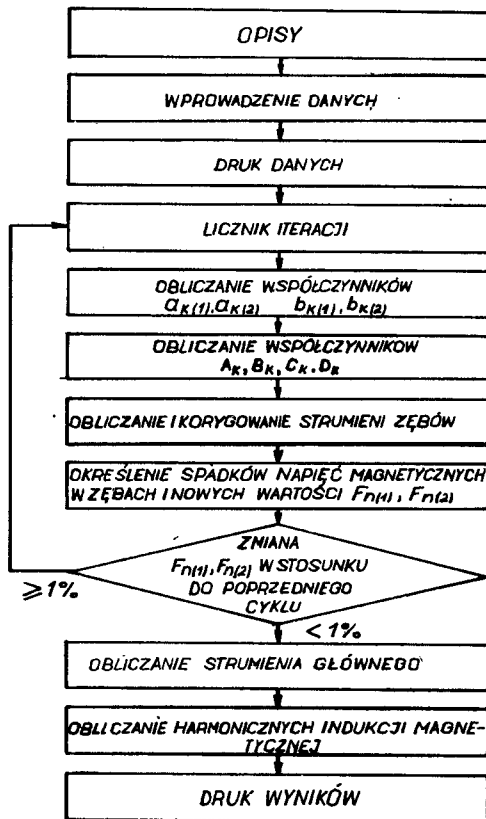 OPISY
WPROWADZENIE DANYCH
DRUK DANYCH
LICZNIK ITERACJI
OBLICZANIE WSPÓŁCZYNNIKÓW
a_K(1), a_K(2) b_K(1), b_K(2)
OBLICZANIE WSPÓŁCZYNNIKOW
A_K, B_K, C_K, D_K
OBLICZANIE I KORYGOWANIE STRUMIENI ZĘBÓW
OKREŚLENIE SPADKÓW NAPIĘĆ MAGNETYCZNYCH
W ZĘBACH I NOWYCH WARTOŚCI F_n(1), F_n(2)
ZMIANA
F_n(1), F_n(2) W STOSUNKU
DO POPRZEDNIEGO
CYKLU
≥1%
<1%
OBLICZANIE STRUMIENIA GŁÓWNEGO
OBLICZANIE HARMONICZNYCH INDUKCJI MAGNE-
TYCZNEJ
DRUK WYNIKÓW